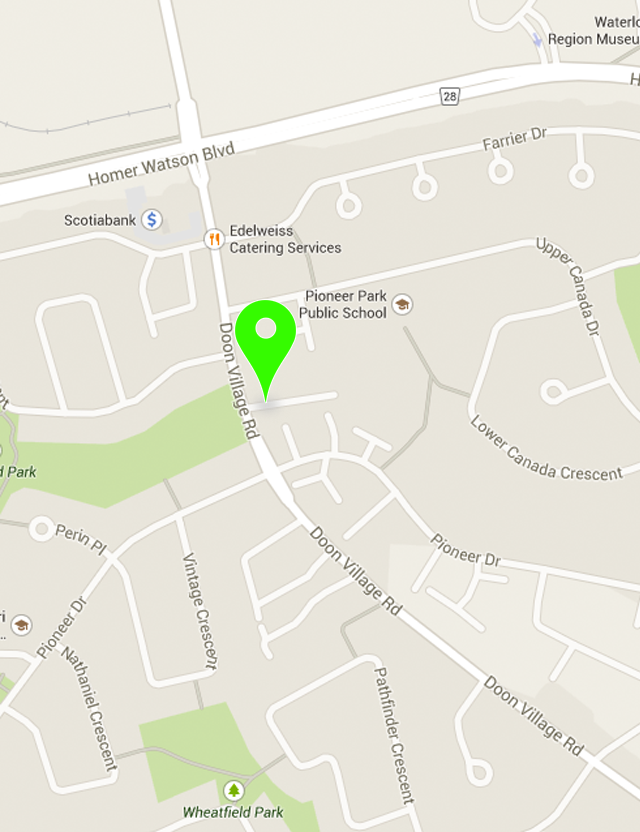 Waterlo
Region Museu
28
H
Homer Watson Blvd
Farrier Dr
Scotiabank
$
Edelweiss
Catering Services
Upper Canada Dr
Pioneer Park
Public School
Doon Village Rd
nt
Lower Canada Crescent
d Park
Perin Pl
Doon Village Rd
Pioneer Dr
Vintage Crescent
ri
...
Pioneer Dr
Nathaniel Crescent
Pathfinder Crescent
Doon Village Rd
Wheatfield Park